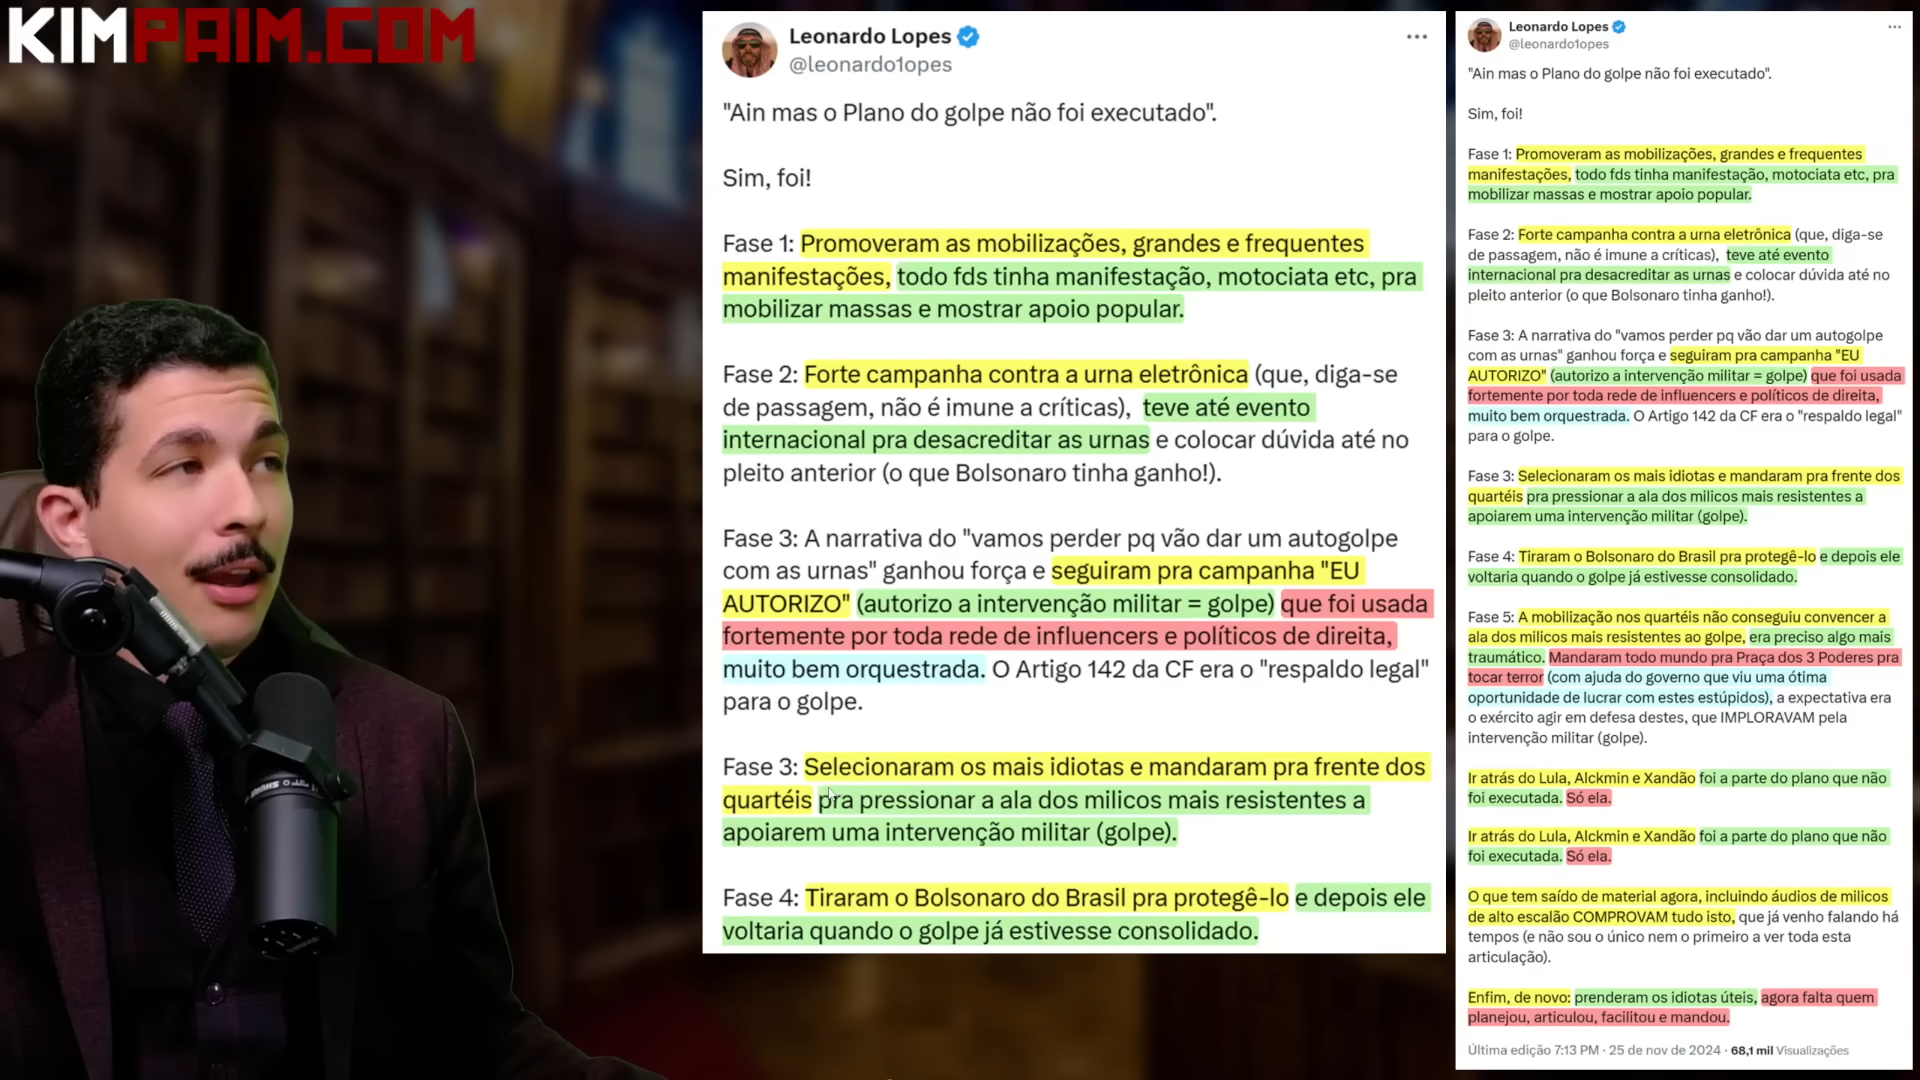 KIMPAIM.COM
Leonardo Lopes
@leonardo1opes
"Ain mas o Plano do golpe não foi executado".
Sim, foi!
Fase 1: Promoveram as mobilizações, grandes e frequentes
manifestações, todo fds tinha manifestação, motociata etc, pra
mobilizar massas e mostrar apoio popular.
Fase 2: Forte campanha contra a urna eletrônica (que, diga-se
de passagem, não é imune a críticas), teve até evento
internacional pra desacreditar as urnas e colocar dúvida até no
pleito anterior (o que Bolsonaro tinha ganho!).
Fase 3: A narrativa do "vamos perder pq vão dar um autogolpe
com as urnas" ganhou força e seguiram pra campanha "EU
AUTORIZO" (autorizo a intervenção militar = golpe) que foi usada
fortemente por toda rede de influencers e políticos de direita,
muito bem orquestrada. O Artigo 142 da CF era o "respaldo legal"
para o golpe.
Fase 3: Selecionaram os mais idiotas e mandaram pra frente dos
quartéis pra pressionar a ala dos milicos mais resistentes a
apoiarem uma intervenção militar (golpe).
Fase 4: Tiraram o Bolsonaro do Brasil pra protegê-lo e depois ele
voltaria quando o golpe já estivesse consolidado.
Leonardo Lopes
@leonardo1opes
"Ain mas o Plano do golpe não foi executado".
Sim, foi!
Fase 1: Promoveram as mobilizações, grandes e frequentes
manifestações, todo fds tinha manifestação, motociata etc, pra
mobilizar massas e mostrar apoio popular.
Fase 2: Forte campanha contra a urna eletrônica (que, diga-se
de passagem, não é imune a críticas), teve até evento
internacional pra desacreditar as urnas e colocar dúvida até no
pleito anterior (o que Bolsonaro tinha ganho!).
Fase 3: A narrativa do "vamos perder pq vão dar um autogolpe
com as urnas" ganhou força e seguiram pra campanha "EU
AUTORIZO" (autorizo a intervenção militar = golpe) que foi usada
fortemente por toda rede de influencers e políticos de direita,
muito bem orquestrada. O Artigo 142 da CF era o "respaldo legal"
para o golpe.
Fase 3: Selecionaram os mais idiotas e mandaram pra frente dos
quartéis pra pressionar a ala dos milicos mais resistentes a
apoiarem uma intervenção militar (golpe).
Fase 4: Tiraram o Bolsonaro do Brasil pra protegê-lo e depois ele
voltaria quando o golpe já estivesse consolidado.
Fase 5: A mobilização nos quartéis não conseguiu convencer a
ala dos milicos mais resistentes ao golpe, era preciso algo mais
traumático. Mandaram todo mundo pra Praça dos 3 Poderes pra
tocar terror (com ajuda do governo que viu uma ótima
oportunidade de lucrar com estes estúpidos), a expectativa era
o exército agir em defesa destes, que IMPLORAVAM pela
intervenção militar (golpe).
Ir atrás do Lula, Alckmin e Xandão foi a parte do plano que não
foi executada. Só ela.
Ir atrás do Lula, Alckmin e Xandão foi a parte do plano que não
foi executada. Só ela.
O que tem saído de material agora, incluindo áudios de milicos
de alto escalão COMPROVAM tudo isto, que já venho falando há
tempos (e não sou o único nem o primeiro a ver toda esta
articulação).
Enfim, de novo: prenderam os idiotas úteis, agora falta quem
planejou, articulou, facilitou e mandou.
Última edição 7:13 PM · 25 de nov de 2024 · 68,1 mil Visualizações